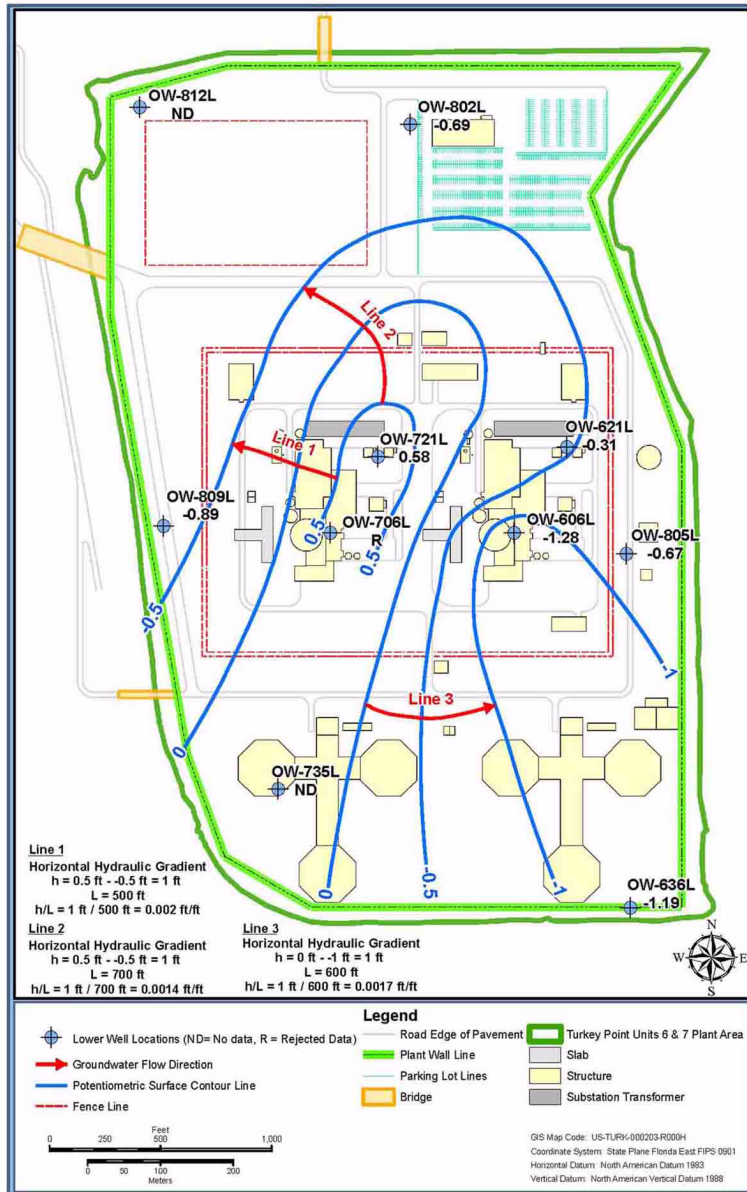 OW-812L
ND
OW-802L
-0.69
Line 2
Line 1
OW-721L
0.58
OW-621L
-0.31
OW-809L
-0.89
0.5
OW-706L
R
0.5
OW-606L
-1.28
OW-805L
-0.67
-0.5
-1
Line 3
0
OW-735L
ND
0
-0.5
-1
OW-636L
-1.19
Line 1
Horizontal Hydraulic Gradient
h = 0.5 ft - -0.5 ft = 1 ft
L = 500 ft
h/L = 1 ft / 500 ft = 0.002 ft/ft
Line 2
Horizontal Hydraulic Gradient
h = 0.5 ft - -0.5 ft = 1 ft
L = 700 ft
h/L = 1 ft / 700 ft = 0.0014 ft/ft
Line 3
Horizontal Hydraulic Gradient
h = 0 ft - -1 ft = 1 ft
L = 600 ft
h/L = 1 ft / 600 ft = 0.0017 ft/ft
N
W E
S
Legend
Lower Well Locations (ND= No data, R = Rejected Data)
Groundwater Flow Direction
Potentiometric Surface Contour Line
Fence Line
Road Edge of Pavement
Plant Wall Line
Parking Lot Lines
Bridge
Turkey Point Units 6 & 7 Plant Area
Slab
Structure
Substation Transformer
Feet
0 250 500 1,000
0 50 100 200
Meters
GIS Map Code: US-TURK-000203-R000H
Coordinate System: State Plane Florida East FIPS 0901
Horizontal Datum: North American Datum 1983
Vertical Datum: North American Vertical Datum 1988